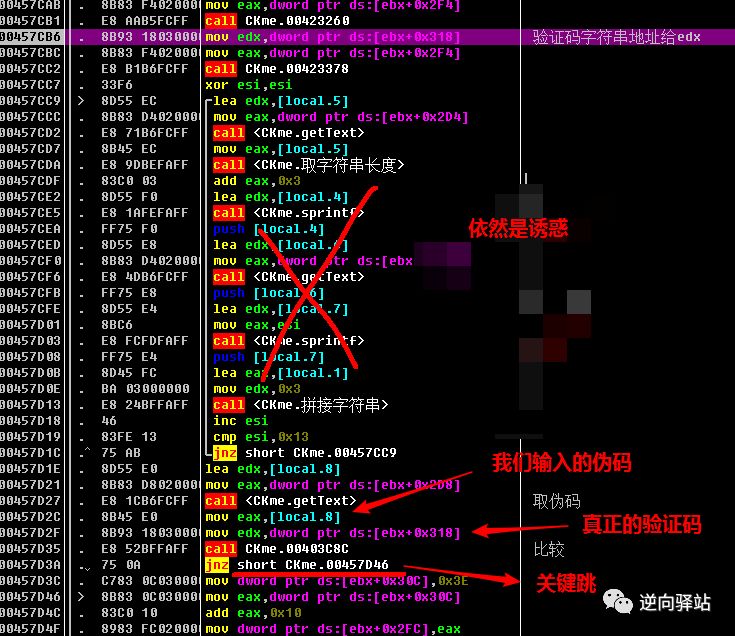 00457CAB . 8B83 F4020000 mov eax,dword ptr ds:[ebx+0x2F4]
00457CB1 . E8 AAB5FCFF call CKme.00423260
00457CB6 . 8B93 18030000 mov edx,dword ptr ds:[ebx+0x318] 验证码字符串地址给edx
00457CBC . 8B83 F4020000 mov eax,dword ptr ds:[ebx+0x2F4]
00457CC2 . E8 B1B6FCFF call CKme.00423378
00457CC7 . 33F6 xor esi,esi
00457CC9 > 8D55 EC lea edx,[local.5]
00457CCC . 8B83 D4020000 mov eax,dword ptr ds:[ebx+0x2D4]
00457CD2 . E8 71B6FCFF call <CKme.getText>
00457CD7 . 8B45 EC mov eax,[local.5]
00457CDA . E8 9DBEFAFF call <CKme.取字符串长度>
00457CDF . 83C0 03 add eax,0x3
00457CE2 . 8D55 F0 lea edx,[local.4]
00457CE5 . E8 1AFEFAFF call <CKme.sprintf>
00457CEA . FF75 F0 push [local.4] 依然是诱惑
00457CED . 8D55 E8 lea edx,[local.6]
00457CF0 . 8B83 D4020000 mov eax,dword ptr ds:[ebx
00457CF6 . E8 4DB6FCFF call <CKme.getText>
00457CFB . FF75 E8 push [local.6]
00457CFE . 8D55 E4 lea edx,[local.7]
00457D01 . 8BC6 mov eax,esi
00457D03 . E8 FCFDFAFF call <CKme.sprintf>
00457D08 . FF75 E4 push [local.7]
00457D0B . 8D45 FC lea eax,[local.1]
00457D0E . BA 03000000 mov edx,0x3
00457D13 . E8 24BFFAFF call <CKme.拼接字符串>
00457D18 . 46 inc esi
00457D19 . 83FE 13 cmp esi,0x13
00457D1C .^ 75 AB jnz short CKme.00457CC9
00457D1E . 8D55 E0 lea edx,[local.8] 我们输入的伪码
00457D21 . 8B83 D8020000 mov eax,dword ptr ds:[ebx+0x2D8]
00457D27 . E8 1CB6FCFF call <CKme.getText> 取伪码
00457D2C . 8B45 E0 mov eax,[local.8]
00457D2F . 8B93 18030000 mov edx,dword ptr ds:[ebx+0x318] 真正的验证码
00457D35 . E8 52BFFAFF call CKme.00403C8C 比较
00457D3A .v 75 0A jnz short CKme.00457D46
00457D3C . C783 0C030000 mov dword ptr ds:[ebx+0x30C],0x3E 关键跳
00457D46 > 8B83 0C030000 mov eax,dword ptr ds:[ebx+0x30C]
00457D4C . 83C0 10 add eax,0x10
00457D4F . 8983 FC020000 mov dword ptr ds:[ebx+0x2FC],eax
逆向驿站